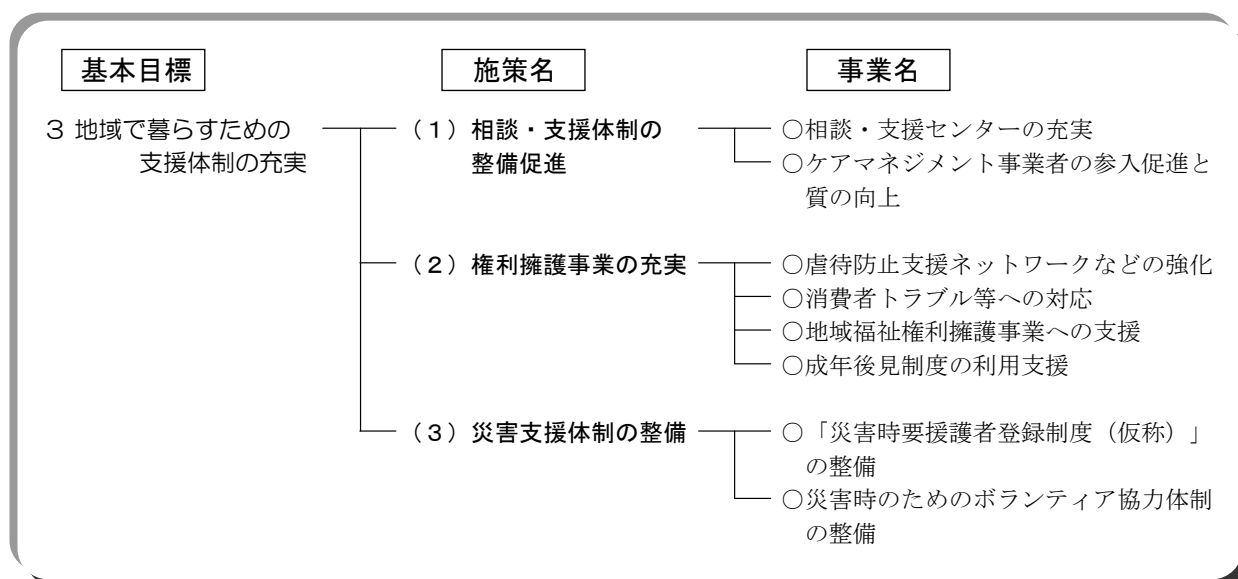 基本目標 施策名 事業名
3 地域で暮らすための
支援体制の充実
(1)相談・支援体制の
整備促進
○相談・支援センターの充実
○ケアマネジメント事業者の参入促進と
質の向上
(2)権利擁護事業の充実
○虐待防止支援ネットワークなどの強化
○消費者トラブル等への対応
○地域福祉権利擁護事業への支援
○成年後見制度の利用支援
(3)災害支援体制の整備
○「災害時要援護者登録制度(仮称)」
の整備
○災害時のためのボランティア協力体制
の整備